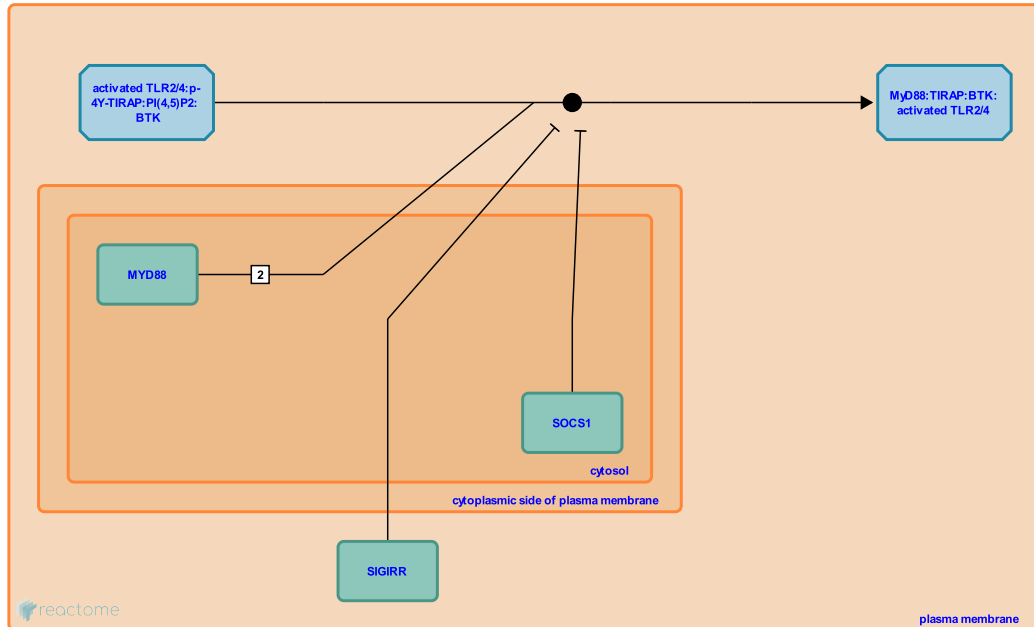 activated TLR2/4:p-
4Y-TIRAP:PI(4,5)P2:
BTK
MyD88:TIRAP:BTK:
activated TLR2/4
MYD88
2
SOCS1
cytosol
cytoplasmic side of plasma membrane
SIGIRR
reactome
plasma membrane